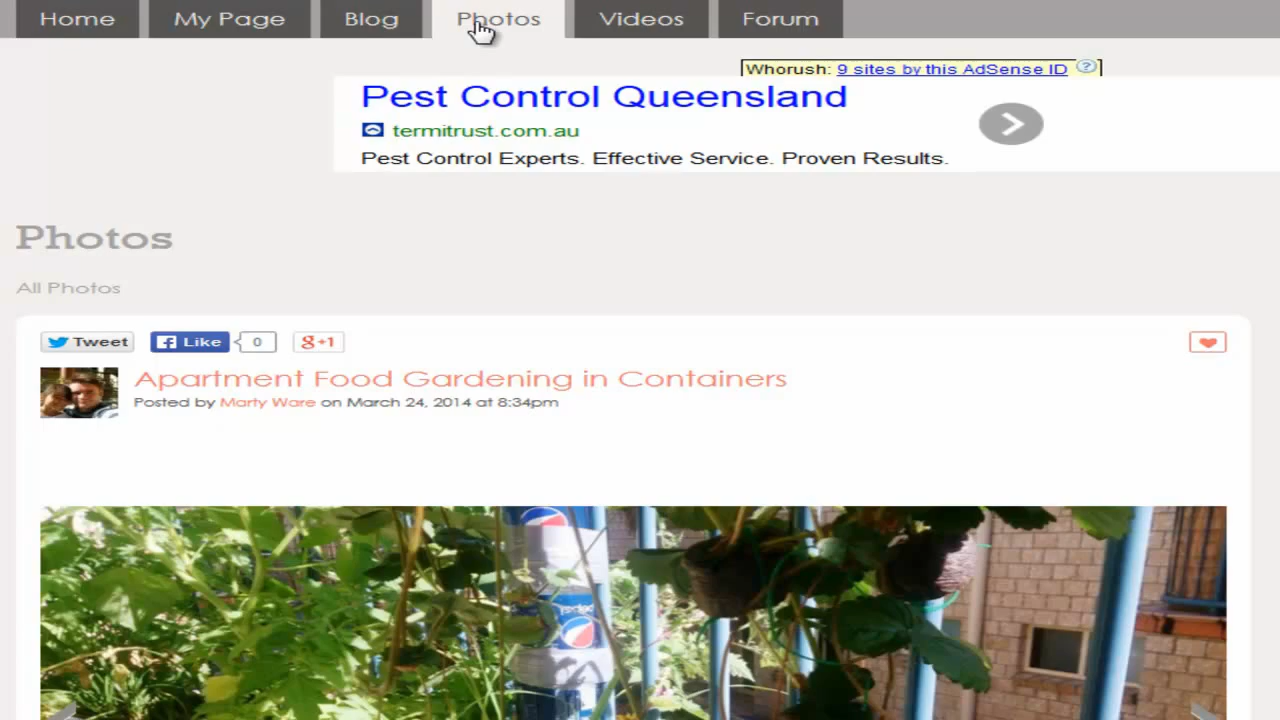 Home My Page Blog Photos Videos Forum
Whorush: 9 sites by this AdSense ID ?
Pest Control Queensland
termitrust.com.au
Pest Control Experts. Effective Service. Proven Results.
Photos
All Photos
Tweet Like 0 g+1
Apartment Food Gardening in Containers
Posted by Marty Ware on March 24, 2014 at 8:34pm